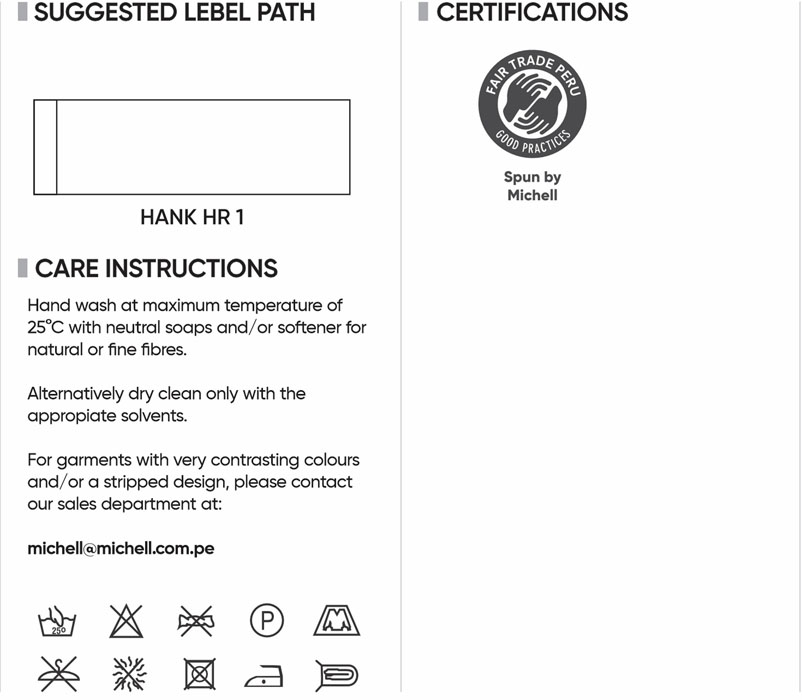 SUGGESTED LEBEL PATH
HANK HR 1
CARE INSTRUCTIONS
Hand wash at maximum temperature of
25°C with neutral soaps and/or softener for
natural or fine fibres.
Alternatively dry clean only with the
appropiate solvents.
For garments with very contrasting colours
and/or a stripped design, please contact
our sales department at:
michell@michell.com.pe
25°
P
CERTIFICATIONS
FAIR TRADE PERU
GOOD PRACTICES
Spun by
Michell